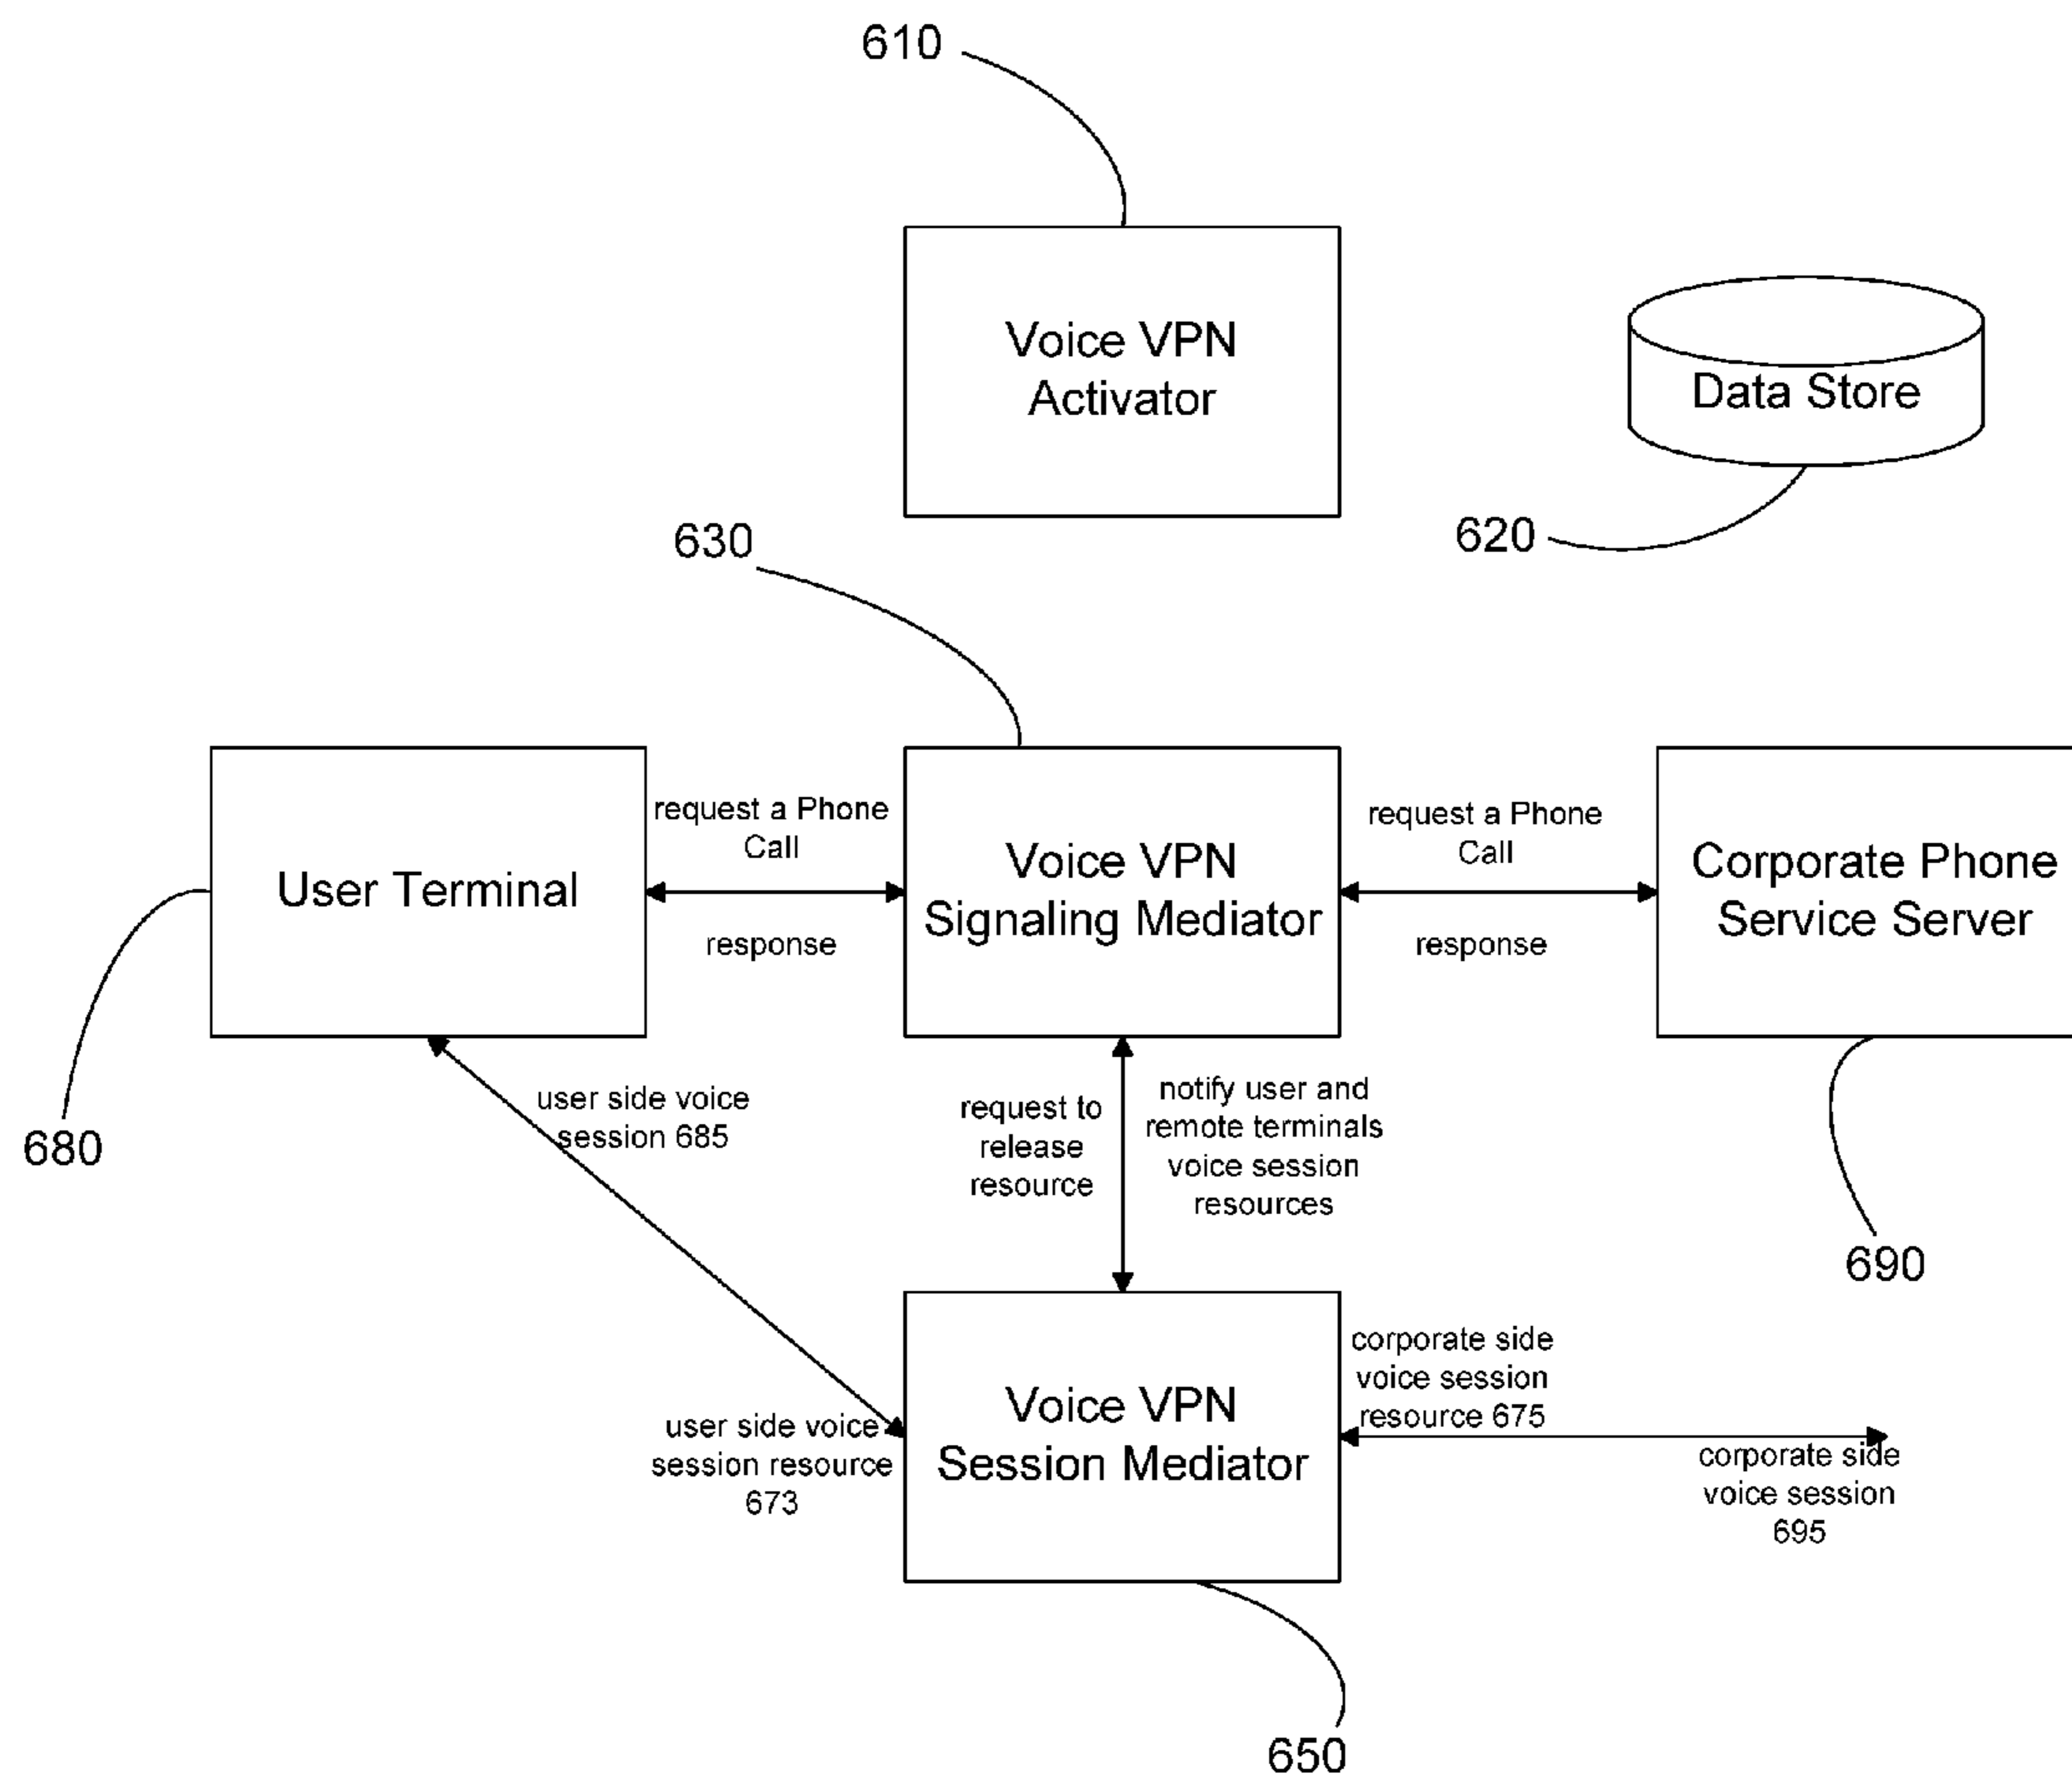 610
Voice VPN
Activator
Data Store
620
630
User Terminal
request a Phone
Call
response
Voice VPN
Signaling Mediator
request a Phone
Call
response
Corporate Phone
Service Server
680
user side voice
session 685
request to
release
resource
notify user and
remote terminals
voice session
resources
690
user side voice
session resource
673
Voice VPN
Session Mediator
corporate side
voice session
resource 675
corporate side
voice session
695
650